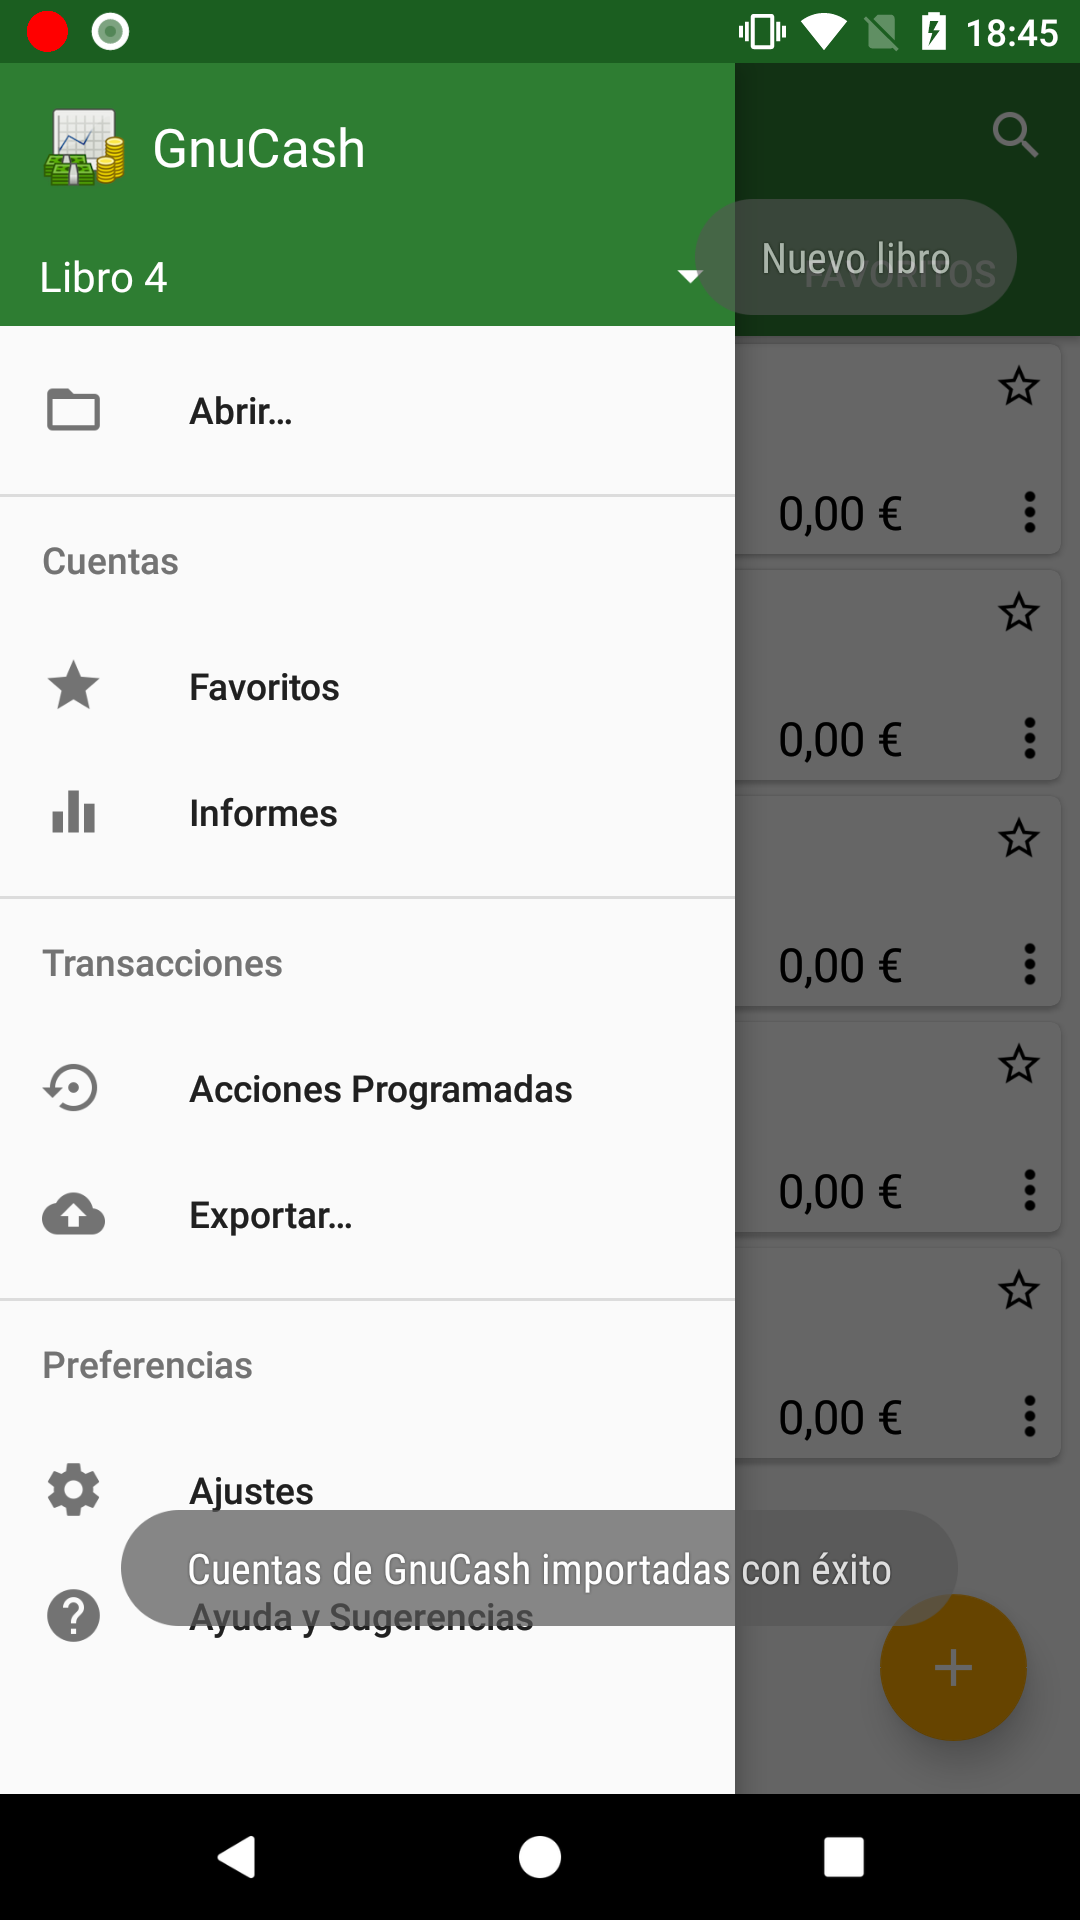 18:45
GnuCash
Nuevo libro
FAVORITOS
Libro 4
Abrir...
0,00 €
Cuentas
Favoritos
0,00 €
Informes
Transacciones
0,00 €
Acciones Programadas
0,00 €
Exportar...
Preferencias
0,00 €
Ajustes
Cuentas de GnuCash importadas con éxito
Ayuda y Sugerencias